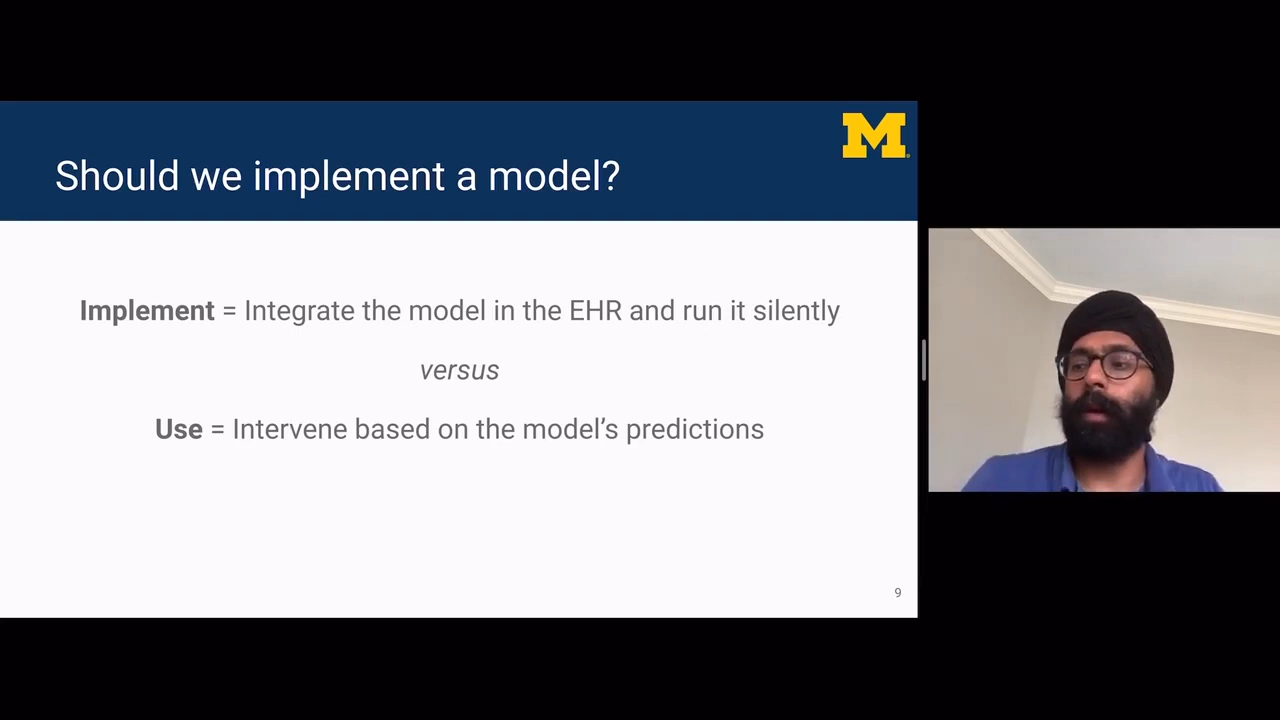 M
Should we implement a model?
Implement = Integrate the model in the EHR and run it silently
versus
Use = Intervene based on the model’s predictions
9